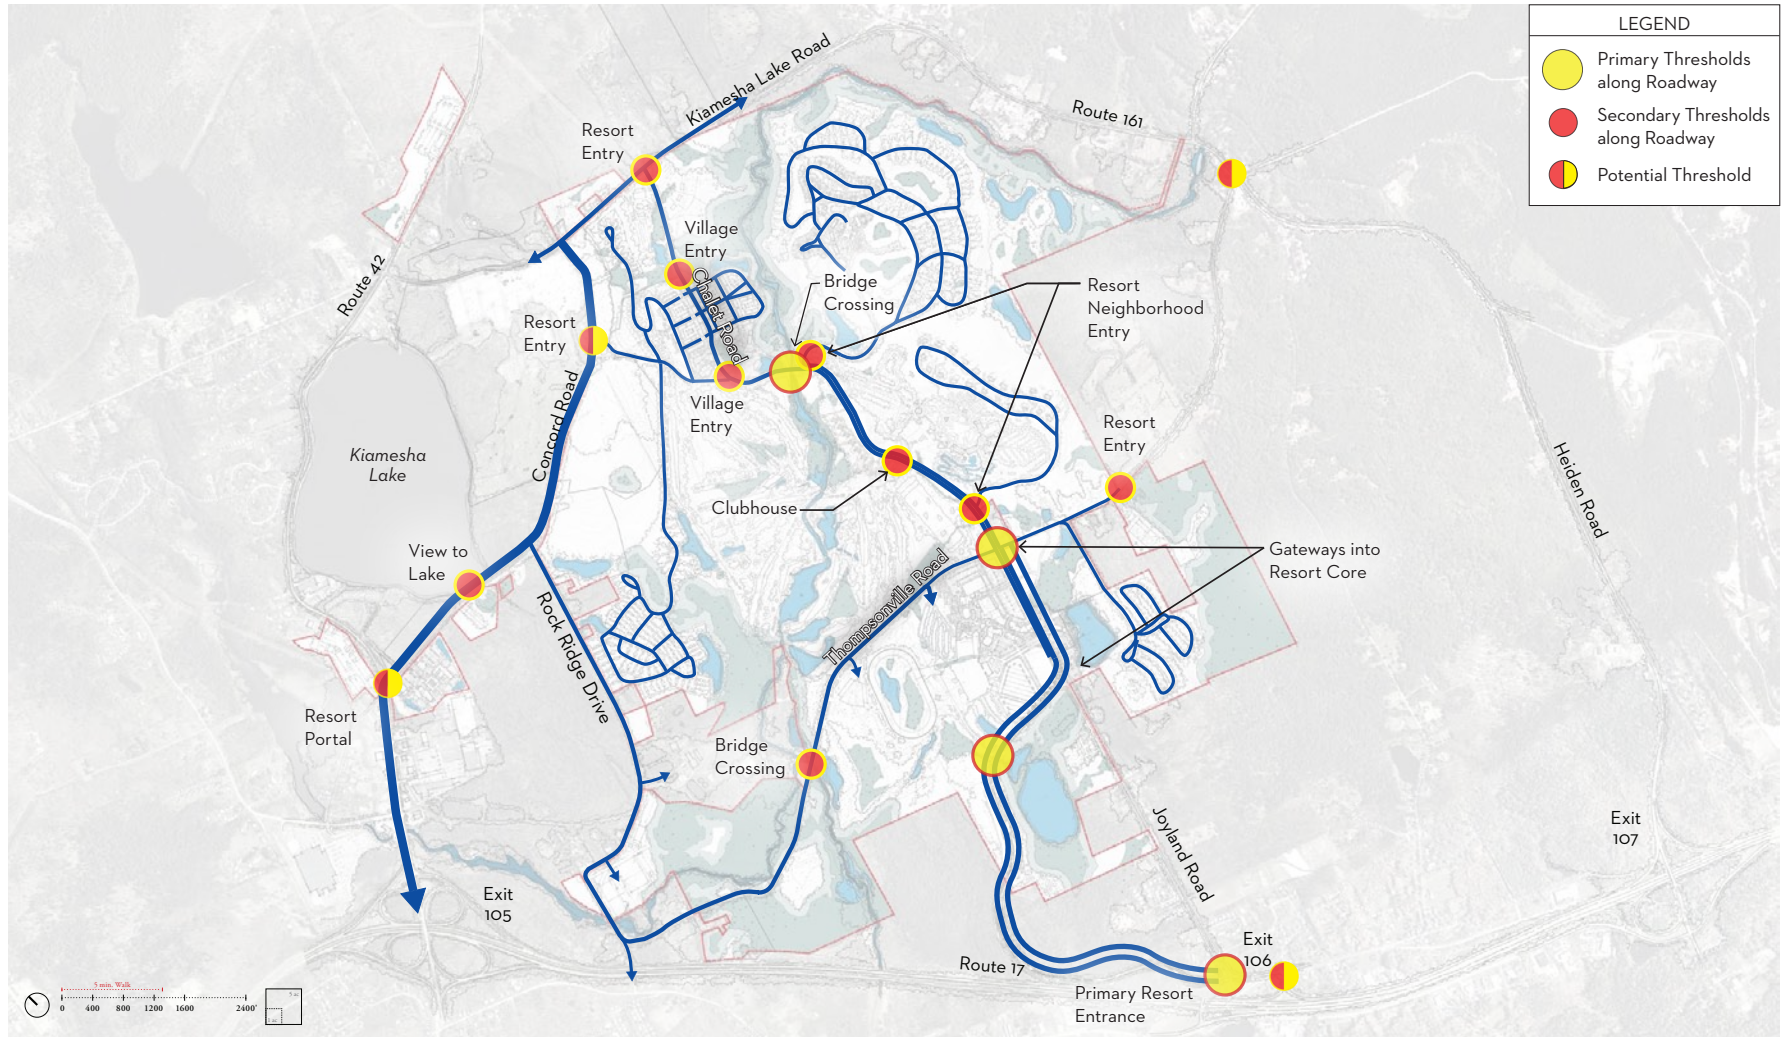 LEGEND
Primary Thresholds
along Roadway
Secondary Thresholds
along Roadway
Potential Threshold
Kiamesha Lake Road
Route 161
Resort
Entry
Village
Entry
Route 42
Chalet Road
Bridge
Crossing
Resort
Neighborhood
Entry
Resort
Entry
Concord Road
Village
Entry
Resort
Entry
Kiamesha
Lake
Heiden Road
Clubhouse
View to
Lake
Thompsonville Road
Gateways into
Resort Core
Rock Ridge Drive
Resort
Portal
Bridge
Crossing
Joyland Road
Exit
107
Exit
105
Exit
106
Route 17
Primary Resort
Entrance
5 min. Walk
0 400 800 1200 1600 2400'